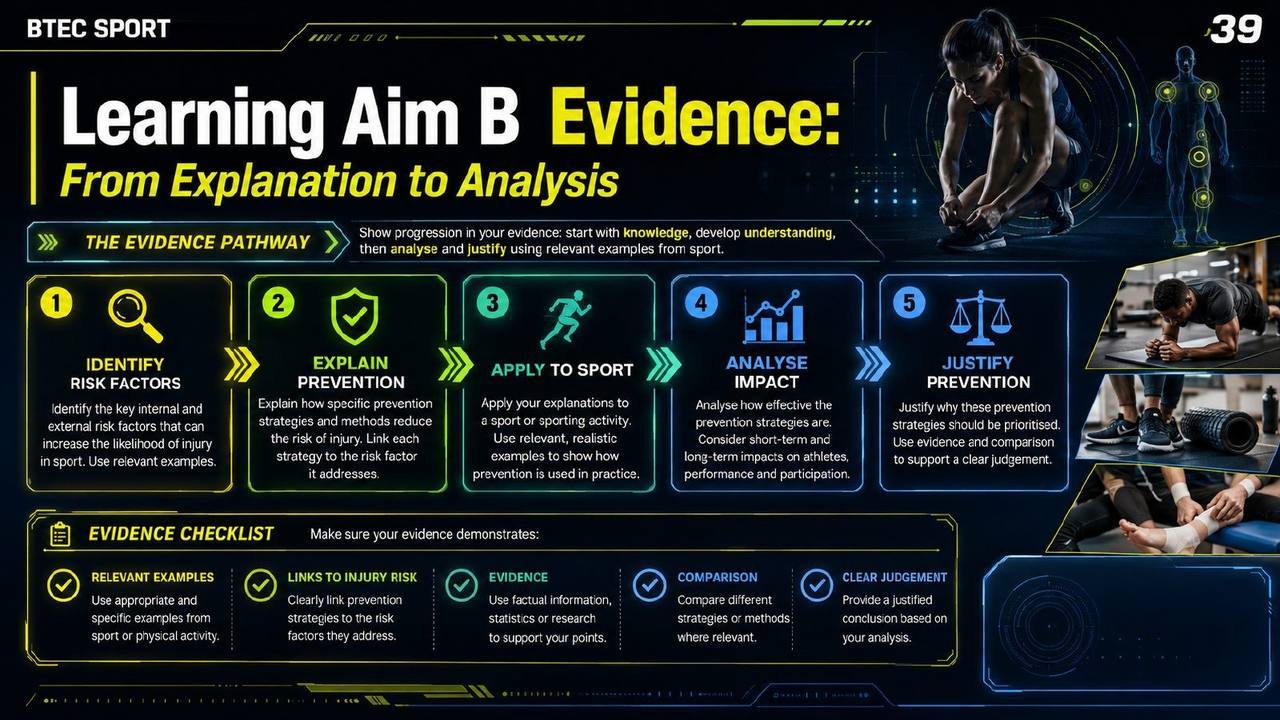 BTEC SPORT
39
Learning Aim B Evidence:
From Explanation to Analysis
THE EVIDENCE PATHWAY
Show progression in your evidence: start with knowledge, develop understanding,
then analyse and justify using relevant examples from sport.
1
IDENTIFY
RISK FACTORS
Identify the key internal and
external risk factors that can
increase the likelihood of injury
in sport. Use relevant examples.
2
EXPLAIN
PREVENTION
Explain how specific prevention
strategies and methods reduce
the risk of injury. Link each
strategy to the risk factor
it addresses.
3
APPLY TO SPORT
Apply your explanations to
a sport or sporting activity.
Use relevant, realistic
examples to show how
prevention is used in practice.
4
ANALYSE
IMPACT
Analyse how effective the
prevention strategies are.
Consider short-term and
long-term impacts on athletes,
performance and participation.
5
JUSTIFY
PREVENTION
Justify why these prevention
strategies should be prioritised.
Use evidence and comparison
to support a clear judgement.
EVIDENCE CHECKLIST
Make sure your evidence demonstrates:
RELEVANT EXAMPLES
Use appropriate and
specific examples from
sport or physical activity.
LINKS TO INJURY RISK
Clearly link prevention
strategies to the risk
factors they address.
EVIDENCE
Use factual information,
statistics or research
to support your points.
COMPARISON
Compare different
strategies or methods
where relevant.
CLEAR JUDGEMENT
Provide a justified
conclusion based on
your analysis.